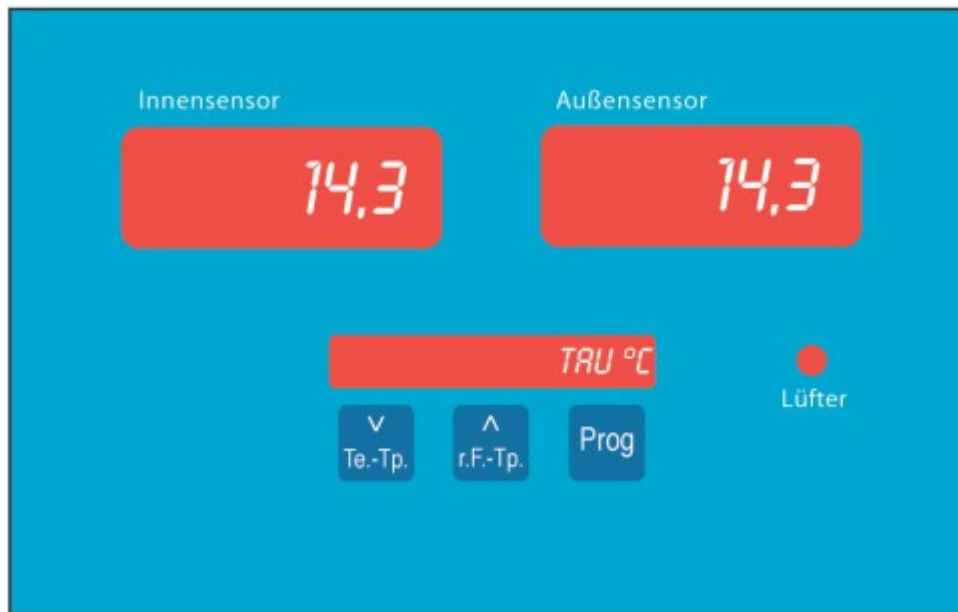 Innensensor
Außensensor
14,3
14,3
TAU °C
Lüfter
∨
Te.-Tp.
∧
r.F.-Tp.
Prog